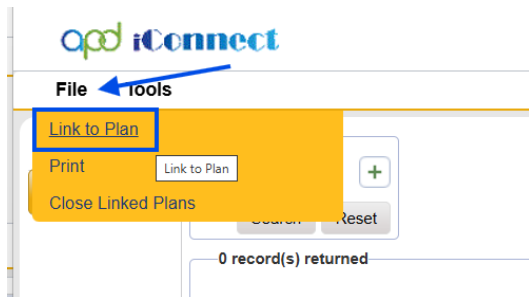 apd iConnect
File Tools
Link to Plan
Print Link to Plan
Close Linked Plans
Search Reset
0 record(s) returned